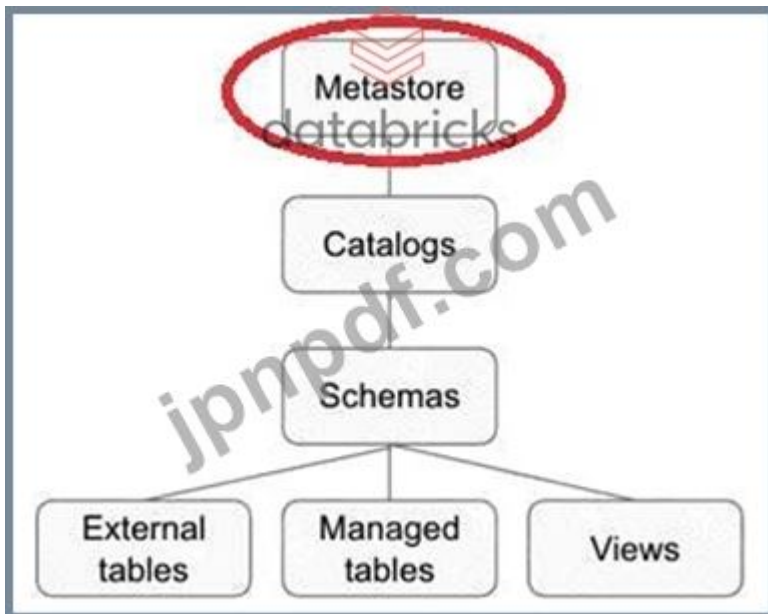 Metastore
databricks
Catalogs
jpnpdf.com
Schemas
External
tables
Managed
tables
Views